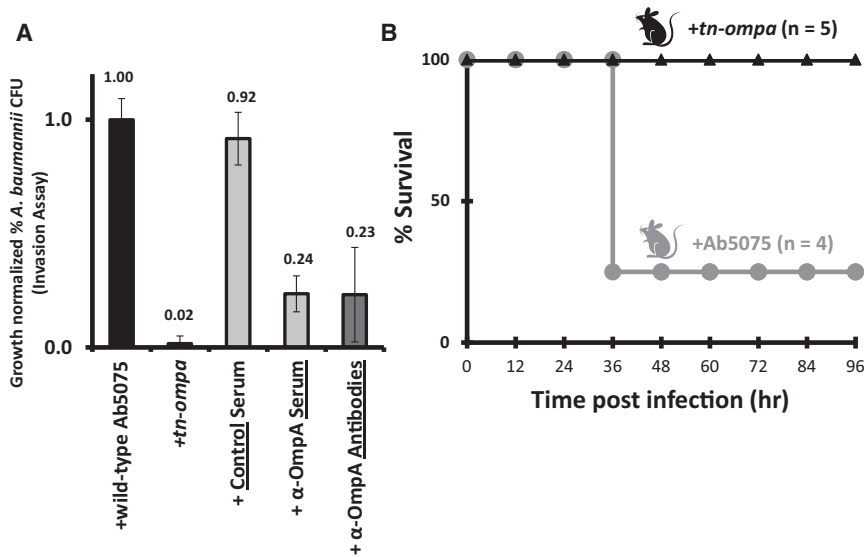 A
Growth normalized % A. baumannii CFU
(Invasion Assay)
1.0
0.0
1.00
0.02
0.92
0.24
0.23
+wild-type Ab5075
+tn-ompa
+ Control Serum
+ α-OmpA Serum
+ α-OmpA Antibodies
B
+tn-ompa (n = 5)
% Survival
100
50
0
+Ab5075 (n = 4)
0 12 24 36 48 60 72 84 96
Time post infection (hr)